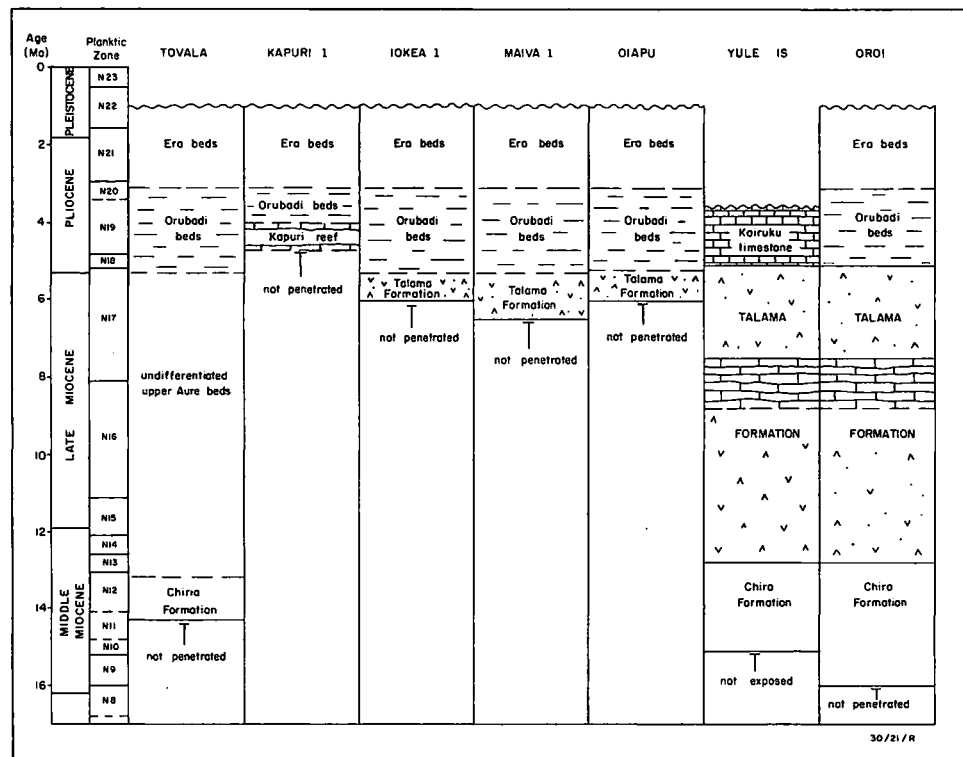 Age
(Ma)
Planktic
Zone
TOVALA
KAPURI 1
IOKEA 1
MAIVA 1
OIAPU
YULE IS
OROI
0
2
4
6
8
10
12
14
16
PLEISTOCENE
PLIOCENE
LATE MIOCENE
MIDDLE
MIOCENE
N23
N22
N21
N20
N19
N18
N17
N16
N15
N14
N13
N12
N11
N10
N9
N8
Era beds
Orubadi
beds
undifferentiated
upper Aure beds
Chiria
Formation
not penetrated
Era beds
Orubadi beds
Kapuri reef
not penetrated
Era beds
Orubadi
beds
Talama
Formation
not penetrated
Era beds
Orubadi
beds
Talama
Formation
not penetrated
Era beds
Orubadi
beds
Talama
Formation
not penetrated
Kairuku
limestone
TALAMA
FORMATION
Chira
Formation
not exposed
Era beds
Orubadi
beds
TALAMA
FORMATION
Chira
Formation
not penetrated
30/21/R